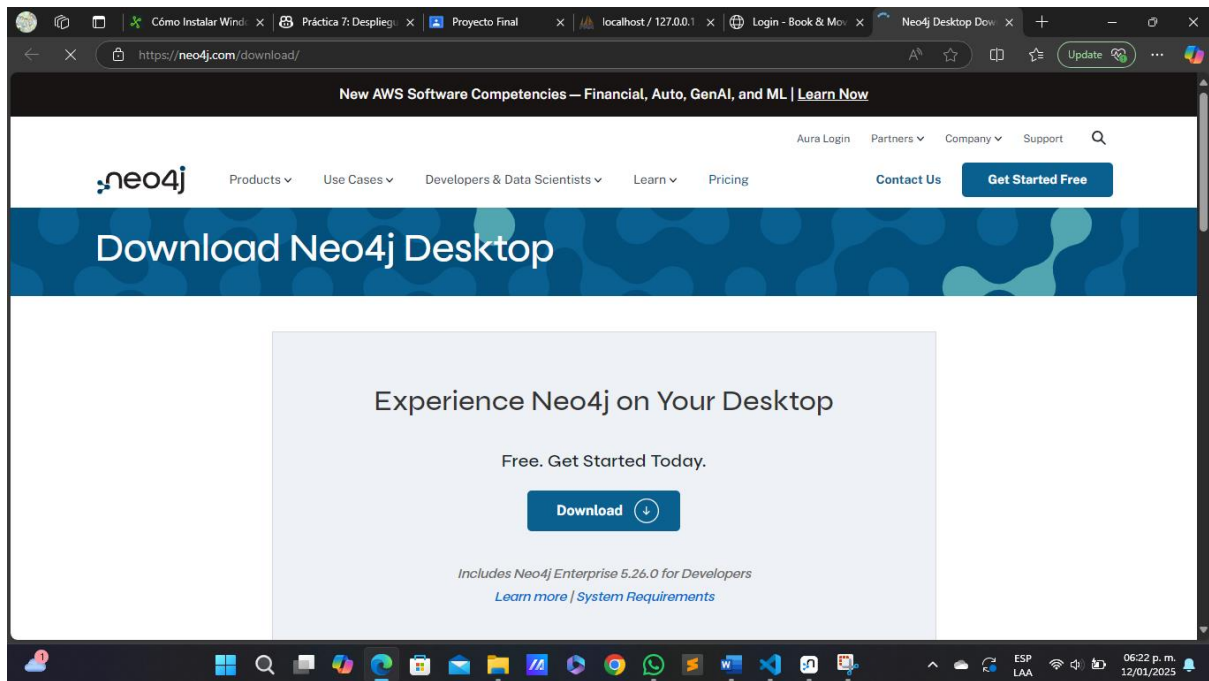 Cómo Instalar Windo
Práctica 7: Desplieg
Proyecto Final
localhost / 127.0.0.1
Login - Book & Mov
Neo4j Desktop Dow
https://neo4j.com/download/
Update
New AWS Software Competencies — Financial, Auto, GenAI, and ML | Learn Now
Aura Login Partners Company Support
neo4j Products Use Cases Developers & Data Scientists Learn Pricing Contact Us Get Started Free
Download Neo4j Desktop
Experience Neo4j on Your Desktop
Free. Get Started Today.
Download
Includes Neo4j Enterprise 5.26.0 for Developers
Learn more | System Requirements
1
ESP
LAA
06:22 p. m.
12/01/2025